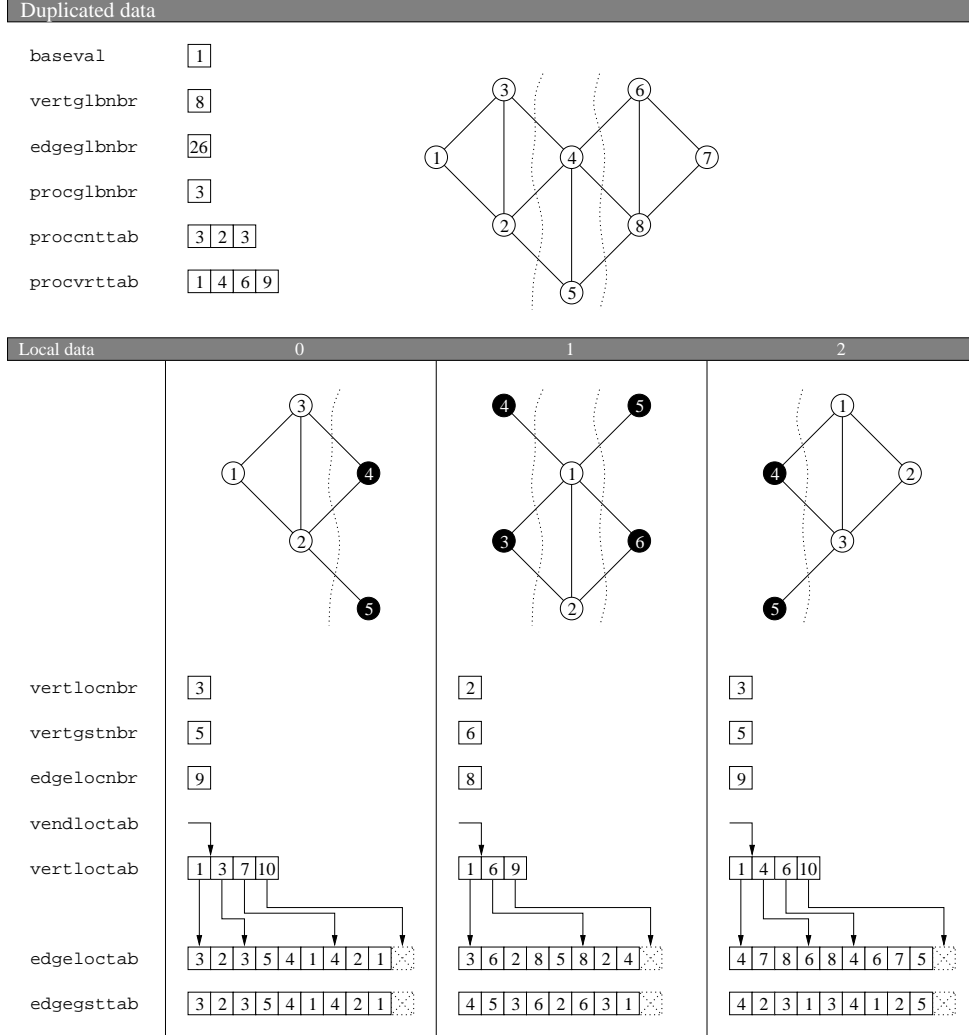 Duplicated data
baseval 1
vertglbnbr 8
edgeglbnbr 26
procglbnbr 3
proccnttab 3 2 3
procvrttab 1 4 6 9
3 6
1 4 7
2 8
5
Local data 0 1 2
3 4 5 1
1 4 1 4 2
2 3 6 3
5 2 5
vertlocnbr 3 2 3
vertgstnbr 5 6 5
edgelocnbr 9 8 9
vendloctab
vertloctab 1 3 7 10 1 6 9 1 4 6 10
edgeloctab 3 2 3 5 4 1 4 2 1 3 6 2 8 5 8 2 4 4 7 8 6 8 4 6 7 5
edgegsttab 3 2 3 5 4 1 4 2 1 4 5 3 6 2 6 3 1 4 2 3 1 3 4 1 2 5